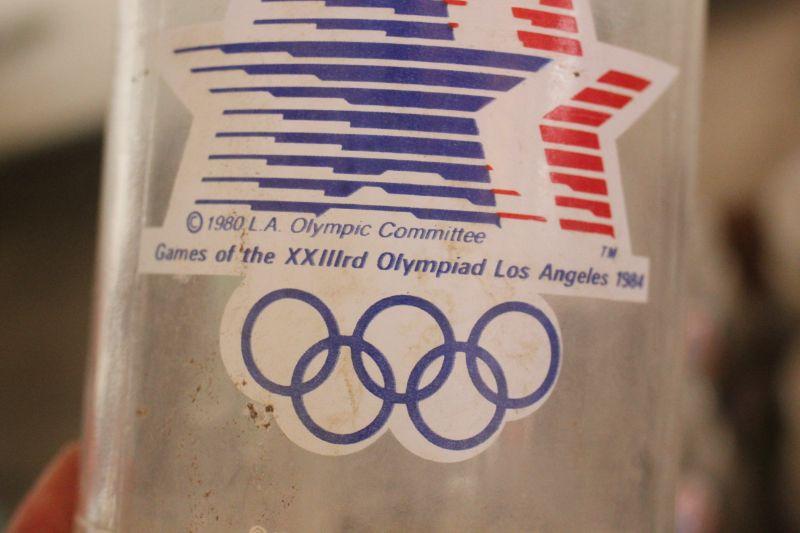 © 1980 L.A. Olympic Committee
TM
Games of the XXIIIrd Olympiad Los Angeles 1984